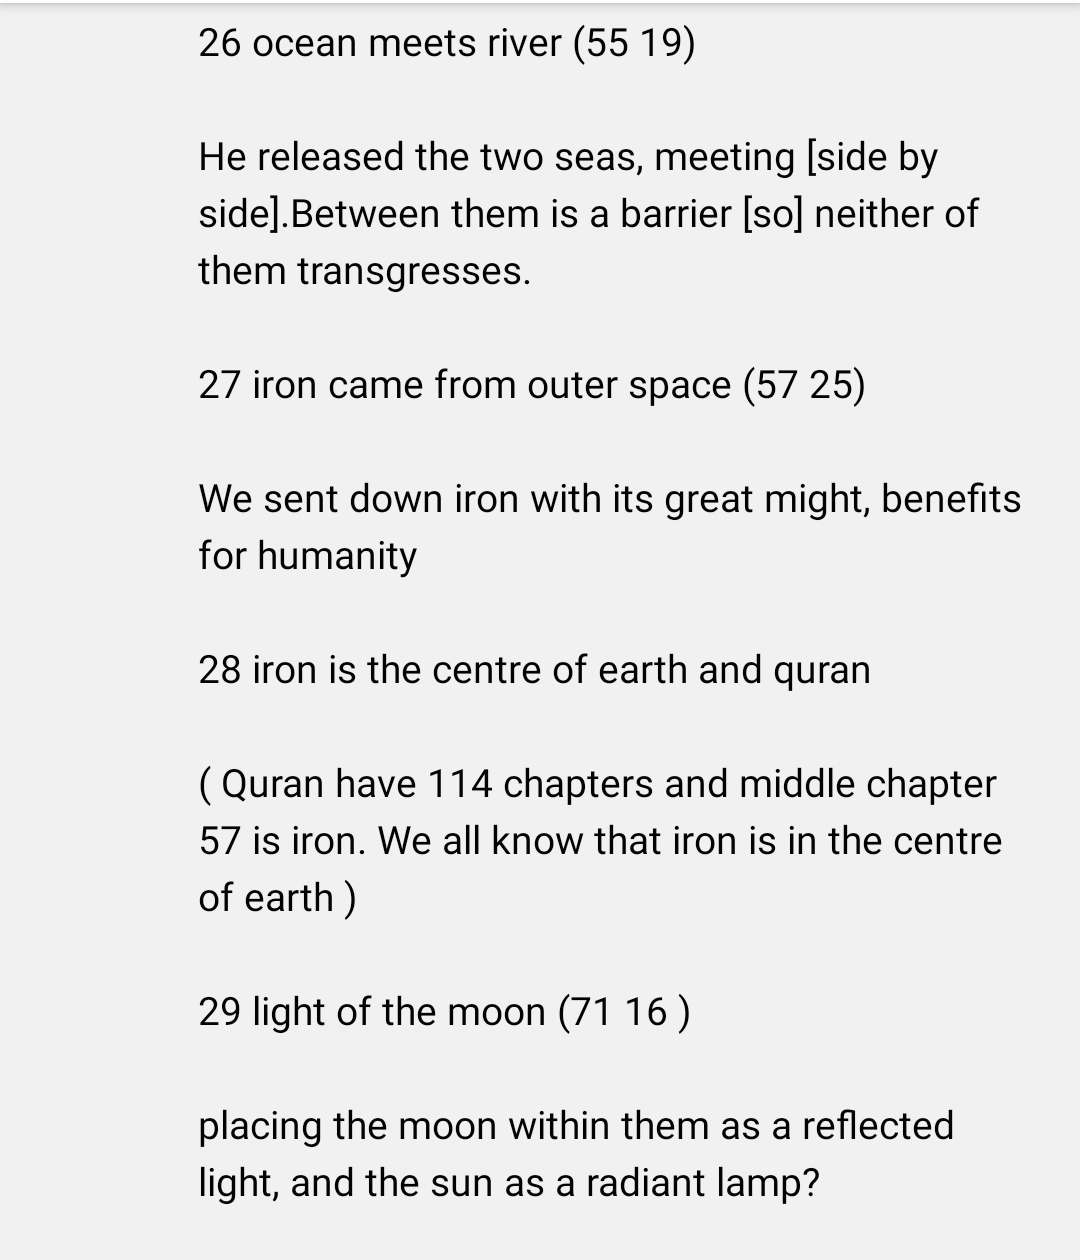 26 ocean meets river (55 19)
He released the two seas, meeting [side by
side].Between them is a barrier [so] neither of
them transgresses.
27 iron came from outer space (57 25)
We sent down iron with its great might, benefits
for humanity
28 iron is the centre of earth and quran
( Quran have 114 chapters and middle chapter
57 is iron. We all know that iron is in the centre
of earth )
29 light of the moon (71 16 )
placing the moon within them as a reflected
light, and the sun as a radiant lamp?